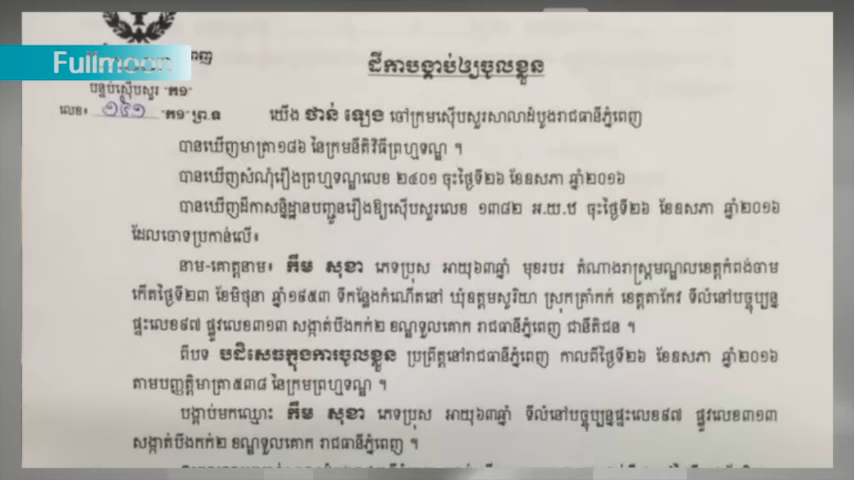 Fullmoon
ដីកាបង្គាប់ឲ្យចូលខ្លួន
បន្ទប់ស៊ើបសួរ "ក១"
លេខ៖ ១៥១ "ក១" ព្រ.ទ
យើង ថាន់ ឡេង ចៅក្រមស៊ើបសួរសាលាដំបូងរាជធានីភ្នំពេញ
បានឃើញមាត្រា១៨៦ នៃក្រមនីតិវិធីព្រហ្មទណ្ឌ ។
បានឃើញសំណុំរឿងព្រហ្មទណ្ឌលេខ ២៤០១ ចុះថ្ងៃទី២៦ ខែឧសភា ឆ្នាំ២០១៦
បានឃើញដីកាសន្និដ្ឋានបញ្ជូនរឿងឱ្យស៊ើបសួរលេខ ១៣៨២ អ.យ.ឋ ចុះថ្ងៃទី២៦ ខែឧសភា ឆ្នាំ២០១៦
ដែលចោទប្រកាន់លើ៖
នាម-គោត្តនាម៖ កឹម សុខា ភេទប្រុស អាយុ៦៣ឆ្នាំ មុខរបរ តំណាងរាស្ត្រមណ្ឌលខេត្តកំពង់ចាម
កើតថ្ងៃទី២៣ ខែមិថុនា ឆ្នាំ១៩៥៣ ទីកន្លែងកំណើតនៅ ឃុំឧត្តមសូរិយា ស្រុកត្រាំកក់ ខេត្តតាកែវ ទីលំនៅបច្ចុប្បន្ន
ផ្ទះលេខ៩៧ ផ្លូវលេខ៣១៣ សង្កាត់បឹងកក់២ ខណ្ឌទួលគោក រាជធានីភ្នំពេញ ជានីតិជន ។
ពីបទ បដិសេធក្នុងការចូលខ្លួន ប្រព្រឹត្តនៅរាជធានីភ្នំពេញ កាលពីថ្ងៃទី២៦ ខែឧសភា ឆ្នាំ២០១៦
តាមបញ្ញត្តិមាត្រា៥៣៨ នៃក្រមព្រហ្មទណ្ឌ ។
បង្គាប់មកឈ្មោះ កឹម សុខា ភេទប្រុស អាយុ៦៣ឆ្នាំ ទីលំនៅបច្ចុប្បន្នផ្ទះលេខ៩៧ ផ្លូវលេខ៣១៣
សង្កាត់បឹងកក់២ ខណ្ឌទួលគោក រាជធានីភ្នំពេញ ។